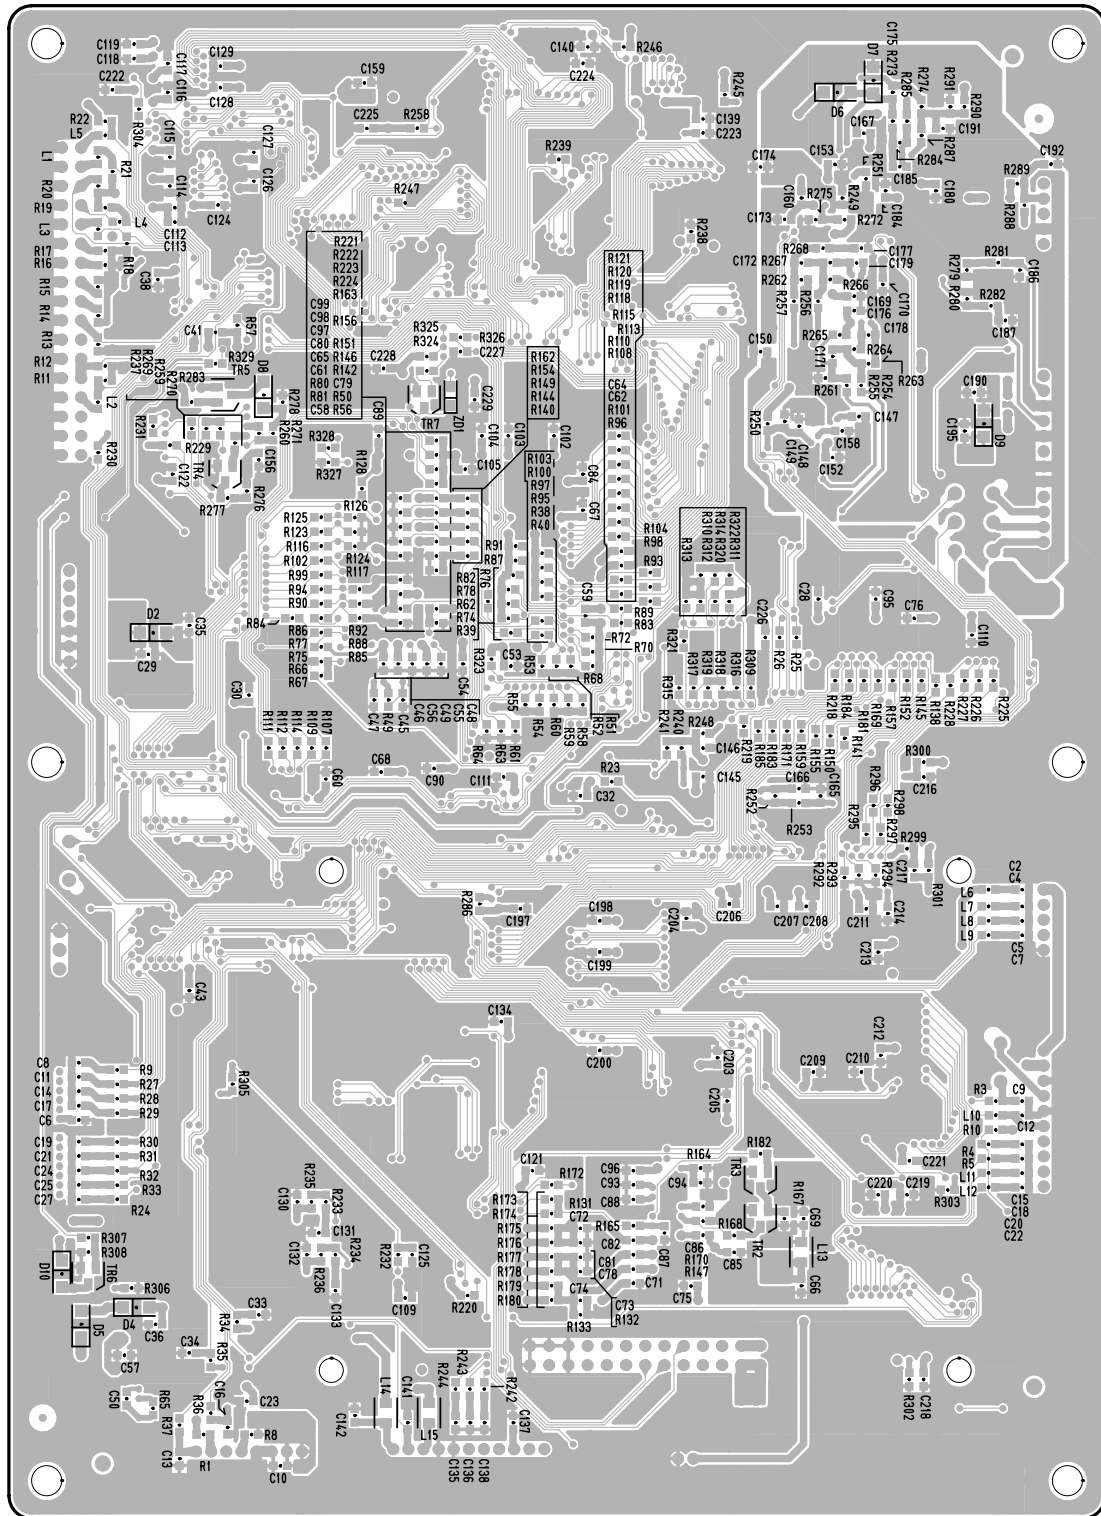 C119
C118
C222
C117
C116
C129
C128
C159
C140
C224
R246
R245
C175
R273
D7
R285
R274
R291
R290
D6
C167
C191
R287
R284
C185
R22
L5
R304
C115
C127
C126
C225
R258
R239
C139
C223
C174
C153
R251
C192
L1
R21
R20
C114
R19
L4
L3
C124
C112
C113
R247
R238
C160
R275
R249
C173
R272
C184
C180
R289
R288
R17
R16
R18
R15
C38
R14
R13
R12
R11
R221
R222
R223
R224
R163
C99
C98
R156
C97
C80
R151
C65
R146
C61
R142
R80
C79
R81
R50
C58
R56
R121
R120
R119
R118
R115
R113
R110
R108
C64
C62
R101
R96
R268
C177
C179
C172
R267
R262
R266
R257
R256
C169
C170
C176
R265
C178
C150
C171
R264
R263
R261
R255
R254
R281
R279
C186
R280
R282
C187
C41
R57
R237
R269
R259
R270
R329
TR5
R283
D8
R325
R324
R326
C227
C228
R162
R154
R149
R144
R140
L2
R278
R271
R260
C89
TR7
ZD1
C229
C104
C103
C102
R250
C149
C148
C158
C147
C152
C190
C195
D9
R231
R229
R230
C122
TR4
C156
R276
R277
R328
R327
R128
C105
R103
R100
R97
R95
R38
R40
C84
C67
R126
R125
R123
R116
R102
R99
R94
R90
R124
R117
R91
R87
R104
R98
R93
R313
R310
R312
R314
R320
R322
R311
R82
R78
R62
R74
R39
R76
C59
R89
R83
R84
R86
R77
R75
R66
R67
R92
R88
R85
R72
R70
R68
D2
C35
C29
C30
R323
C53
R53
C54
R321
C226
R26
R25
C28
C95
C76
C110
R315
R317
R319
R318
R316
R309
C47
R49
C45
C46
C56
C49
C55
C48
R55
R54
R60
R59
R58
R52
R51
R111
R112
R114
R109
R107
C60
R64
R63
R61
C68
C90
C111
R23
C32
R241
R240
R248
C146
C145
R219
R185
R183
R171
R159
R155
R150
R141
R218
R184
R181
R169
R157
R152
R145
R138
R228
R227
R226
R225
C166
C165
R252
R253
R300
C216
R296
R298
R295
R297
R299
R292
R293
R294
C217
R301
R286
C197
C198
C199
C204
C206
C207
C208
C211
C214
C213
L6
L7
L8
L9
C2
C4
C5
C7
C43
C134
C200
C203
C205
C209
C210
C212
C8
C11
C14
C17
C6
R9
R27
R28
R29
R305
R3
C9
L10
R10
C12
C19
C21
C24
C25
C27
R30
R31
R32
R33
R24
R4
R5
L11
L12
C15
C18
C20
C22
R235
C130
R233
C131
C132
R234
R236
C133
R232
C125
C109
R220
C121
R172
R173
R174
R175
R176
R177
R178
R179
R180
R131
C72
C81
C78
C74
R133
C73
R132
C96
C93
C88
R165
C82
C87
C71
R164
C94
C86
R170
R147
C75
R168
C85
TR3
R182
R167
TR2
C69
L13
C66
C221
C220
C219
R303
R307
R308
D10
TR6
R306
D4
D5
C36
R34
C33
C34
R35
C57
C50
R65
R37
R36
C16
C23
R8
C13
R1
C10
C142
L14
C141
L15
R244
R243
R242
C135
C136
C138
C137
R302
C218